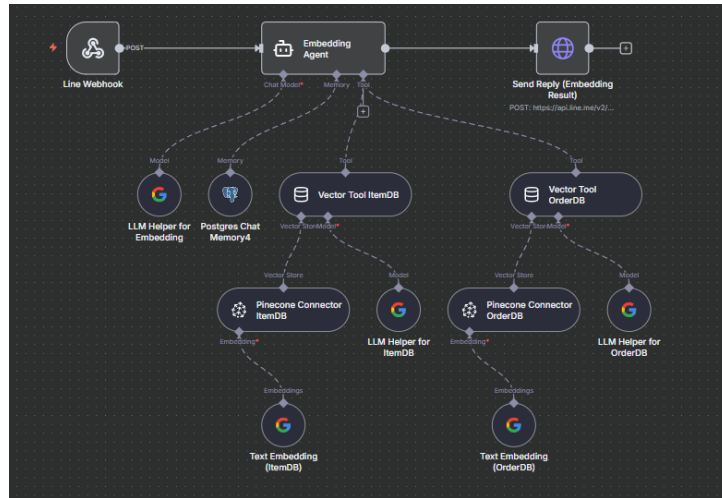 POST
Embedding
Agent
Line Webhook
Chat Model*
Memory
Tool
Send Reply (Embedding
Result)
POST: https://api.line.me/v2/...
Model
Memory
Tool
Tool
LLM Helper for
Embedding
Postgres Chat
Memory4
Vector Tool ItemDB
Vector Tool
OrderDB
Vector Store
Model*
Vector Store
Model*
Vector Store
Model
Vector Store
Model
Pinecone Connector
ItemDB
LLM Helper for
ItemDB
Pinecone Connector
OrderDB
LLM Helper for
OrderDB
Embedding*
Embedding*
Embeddings
Embeddings
Text Embedding
(ItemDB)
Text Embedding
(OrderDB)